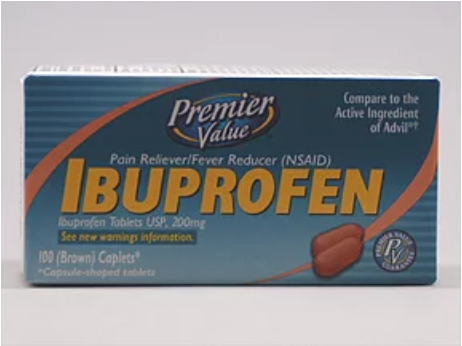 Premier
Value
Compare to the
Active Ingredient
of Advil®†
Pain Reliever/Fever Reducer (NSAID)
IBUPROFEN
Ibuprofen Tablets USP, 200mg
See new warnings information.
100 (Brown) Caplets*
*Capsule-shaped tablets
PREMIER VALUE
PV
GUARANTEE